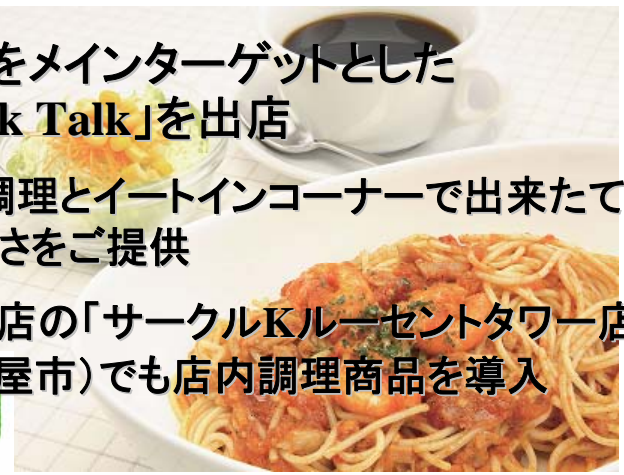 をメインターゲットとした
k Talk」を出店
調理とイートインコーナーで出来たて
さをご提供
店の「サークルKルーセントタワー店
屋市）でも店内調理商品を導入